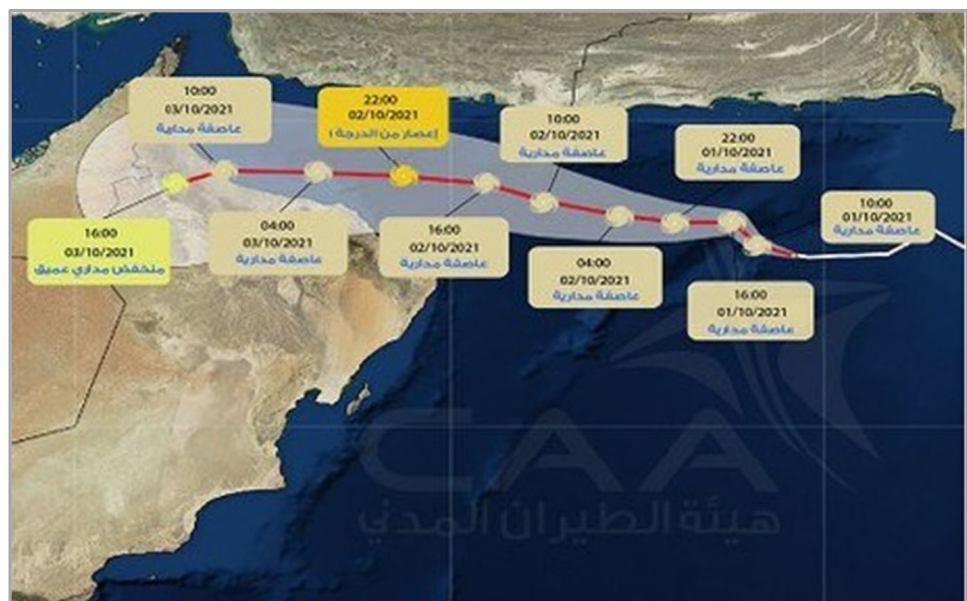 10:00
03/10/2021
عاصفة مدارية
22:00
02/10/2021
إعصار من الدرجة ١
10:00
02/10/2021
عاصفة مدارية
22:00
01/10/2021
عاصفة مدارية
10:00
01/10/2021
عاصفة مدارية
16:00
03/10/2021
منخفض مداري عميق
04:00
03/10/2021
عاصفة مدارية
16:00
02/10/2021
عاصفة مدارية
04:00
02/10/2021
عاصفة مدارية
16:00
01/10/2021
عاصفة مدارية
CAA
هيئة الطيران المدني